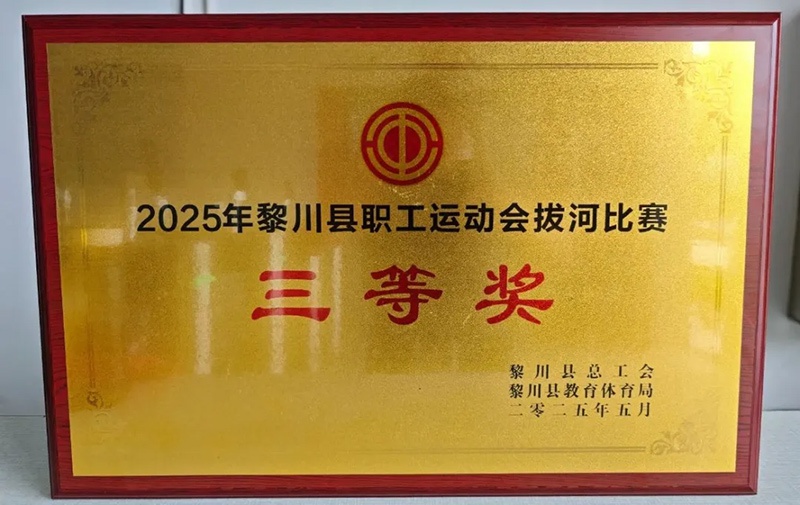 2025年黎川县职工运动会拔河比赛
三等奖
黎川县总工会
黎川县教育体育局
二零二五年五月